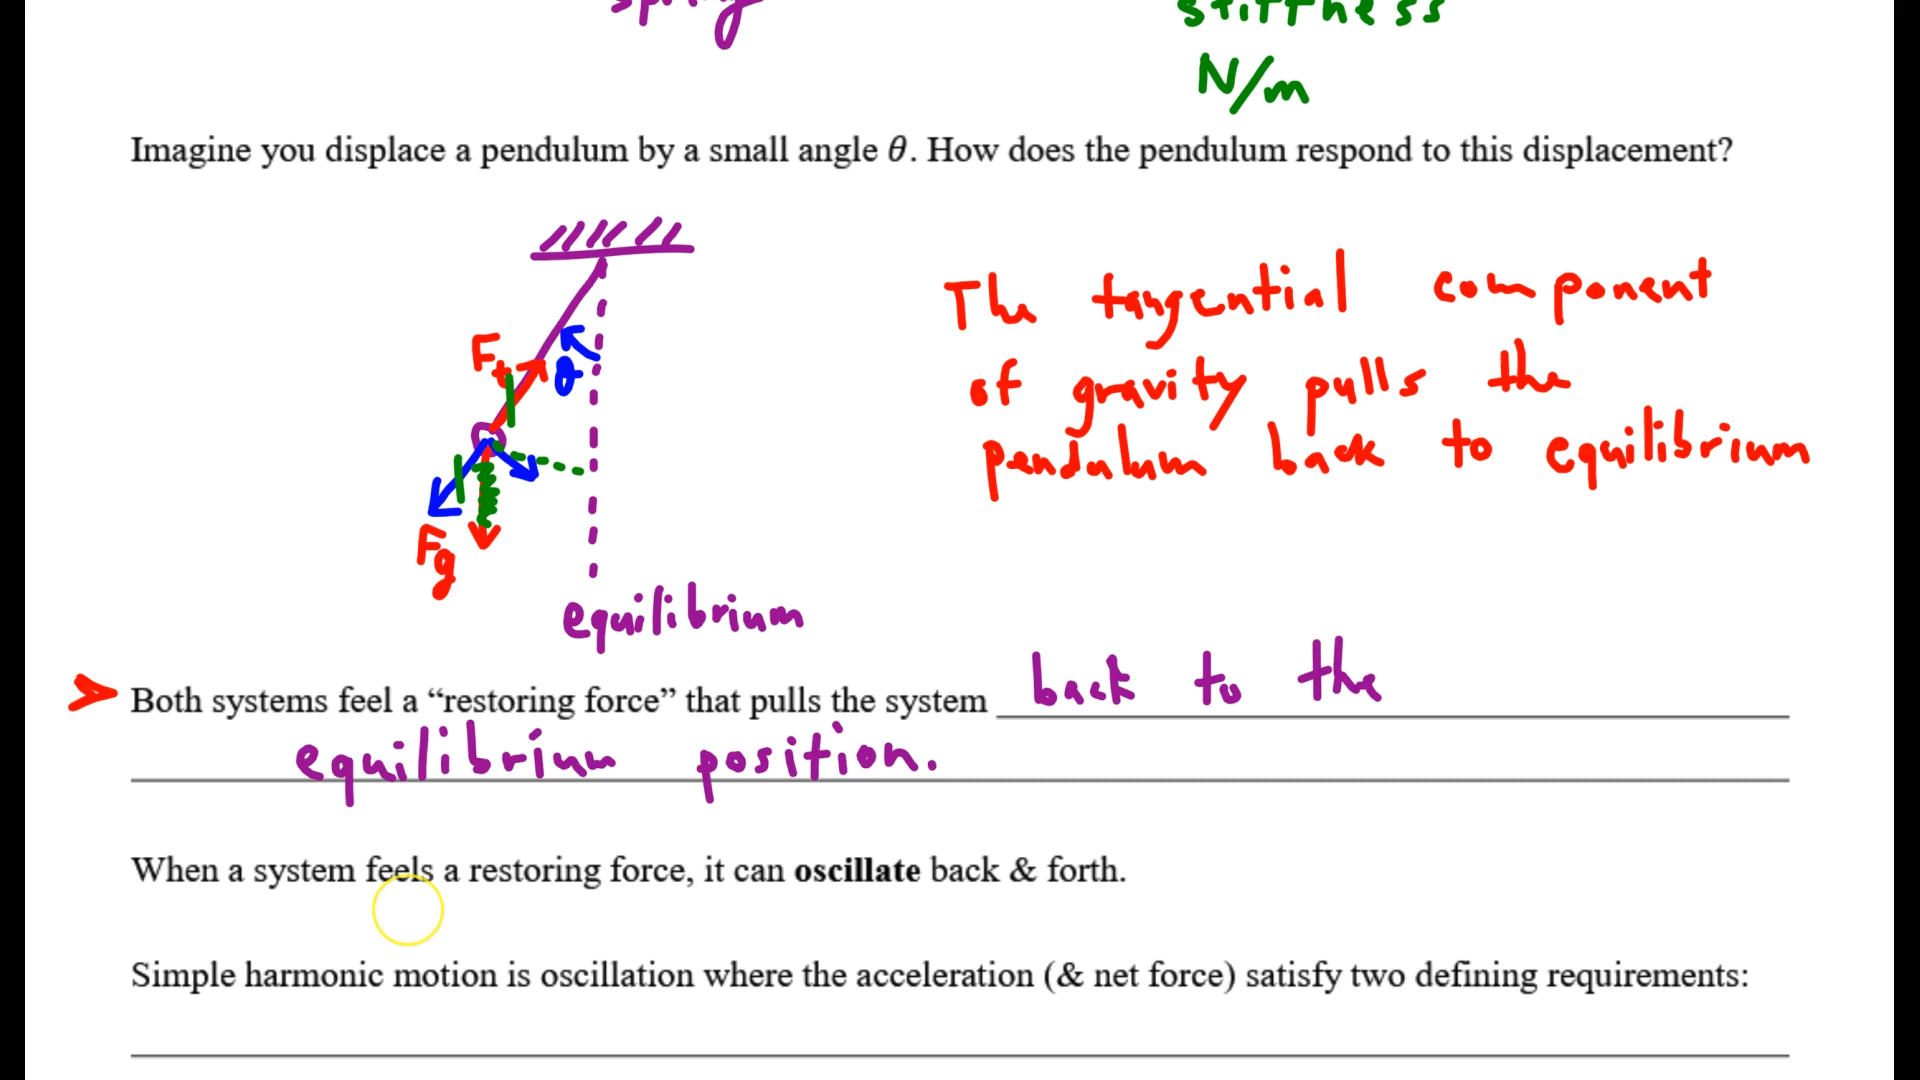 spring
stiffness
N/m
Imagine you displace a pendulum by a small angle θ. How does the pendulum respond to this displacement?
The tangential component
of gravity pulls the
pendulum back to equilibrium
Ft
θ
Fg
equilibrium
Both systems feel a “restoring force” that pulls the system back to the
equilibrium position.
When a system feels a restoring force, it can oscillate back & forth.
Simple harmonic motion is oscillation where the acceleration (& net force) satisfy two defining requirements: